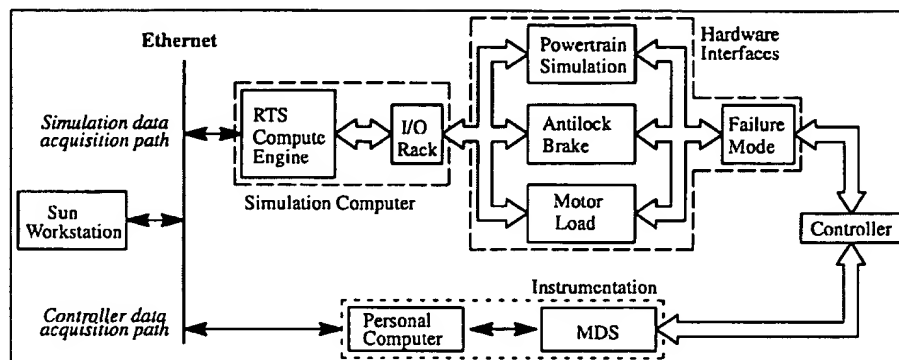 Ethernet
Simulation data
acquisition path
Sun
Workstation
Controller data
acquisition path
RTS
Compute
Engine
I/O
Rack
Simulation Computer
Powertrain
Simulation
Antilock
Brake
Motor
Load
Hardware
Interfaces
Failure
Mode
Controller
Instrumentation
Personal
Computer
MDS